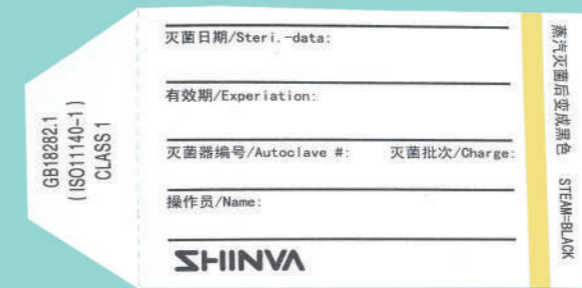 GB18282.1
(ISO11140-1)
CLASS 1
灭菌日期/Steri.-data:
有效期/Experiation:
灭菌器编号/Autoclave #: 灭菌批次/Charge:
操作员/Name:
SHINVA
蒸汽灭菌后变成黑色 STEAM=BLACK